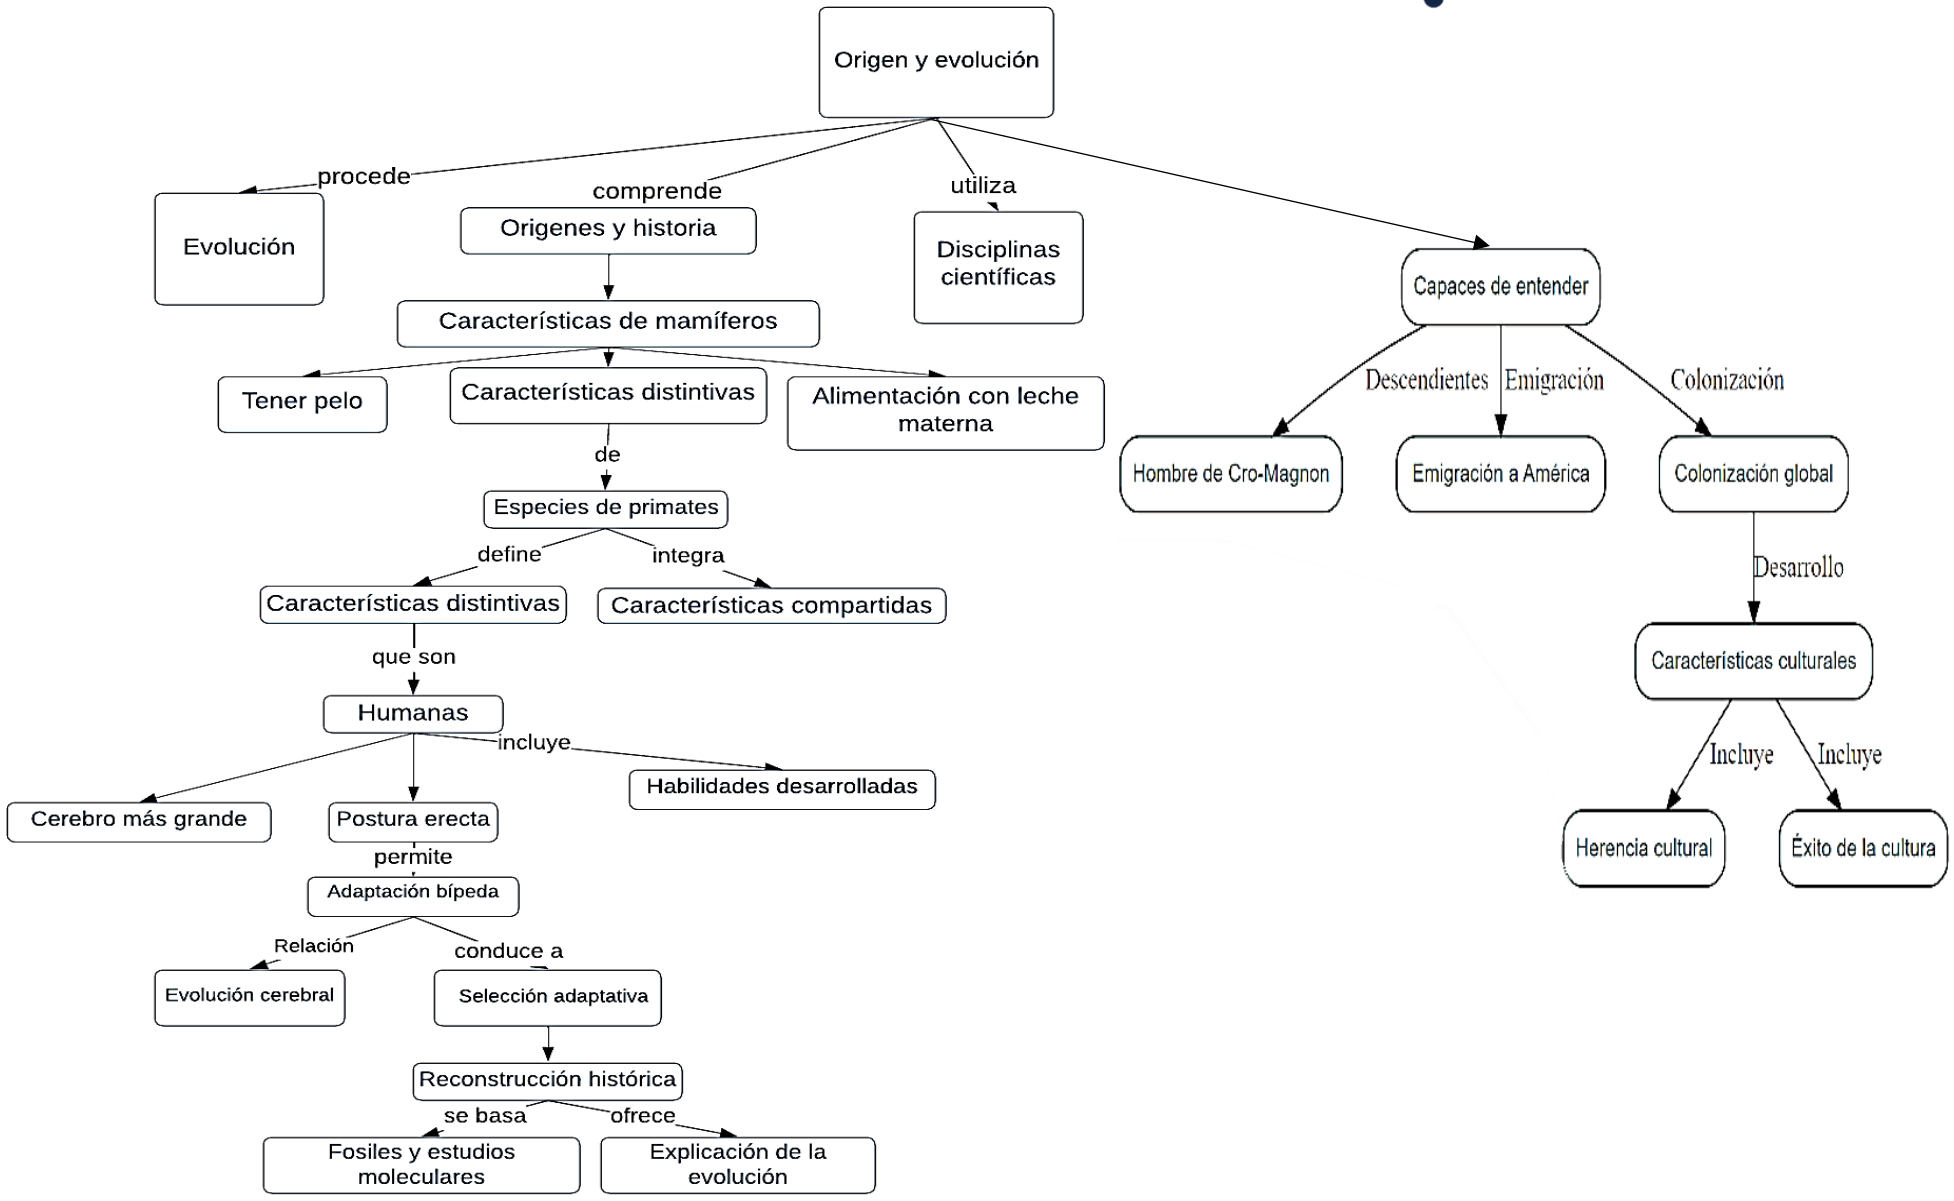 Origen y evolución
procede
comprende
utiliza
Evolución
Origenes y historia
Disciplinas
científicas
Capaces de entender
Características de mamíferos
Tener pelo
Características distintivas
Alimentación con leche
materna
Descendientes
Emigración
Colonización
de
Hombre de Cro-Magnon
Emigración a América
Colonización global
Especies de primates
define
integra
Desarrollo
Características distintivas
Características compartidas
que son
Características culturales
Humanas
incluye
Incluye
Incluye
Cerebro más grande
Postura erecta
Habilidades desarrolladas
permite
Herencia cultural
Éxito de la cultura
Adaptación bípeda
Relación
conduce a
Evolución cerebral
Selección adaptativa
Reconstrucción histórica
se basa
ofrece
Fosiles y estudios
moleculares
Explicación de la
evolución